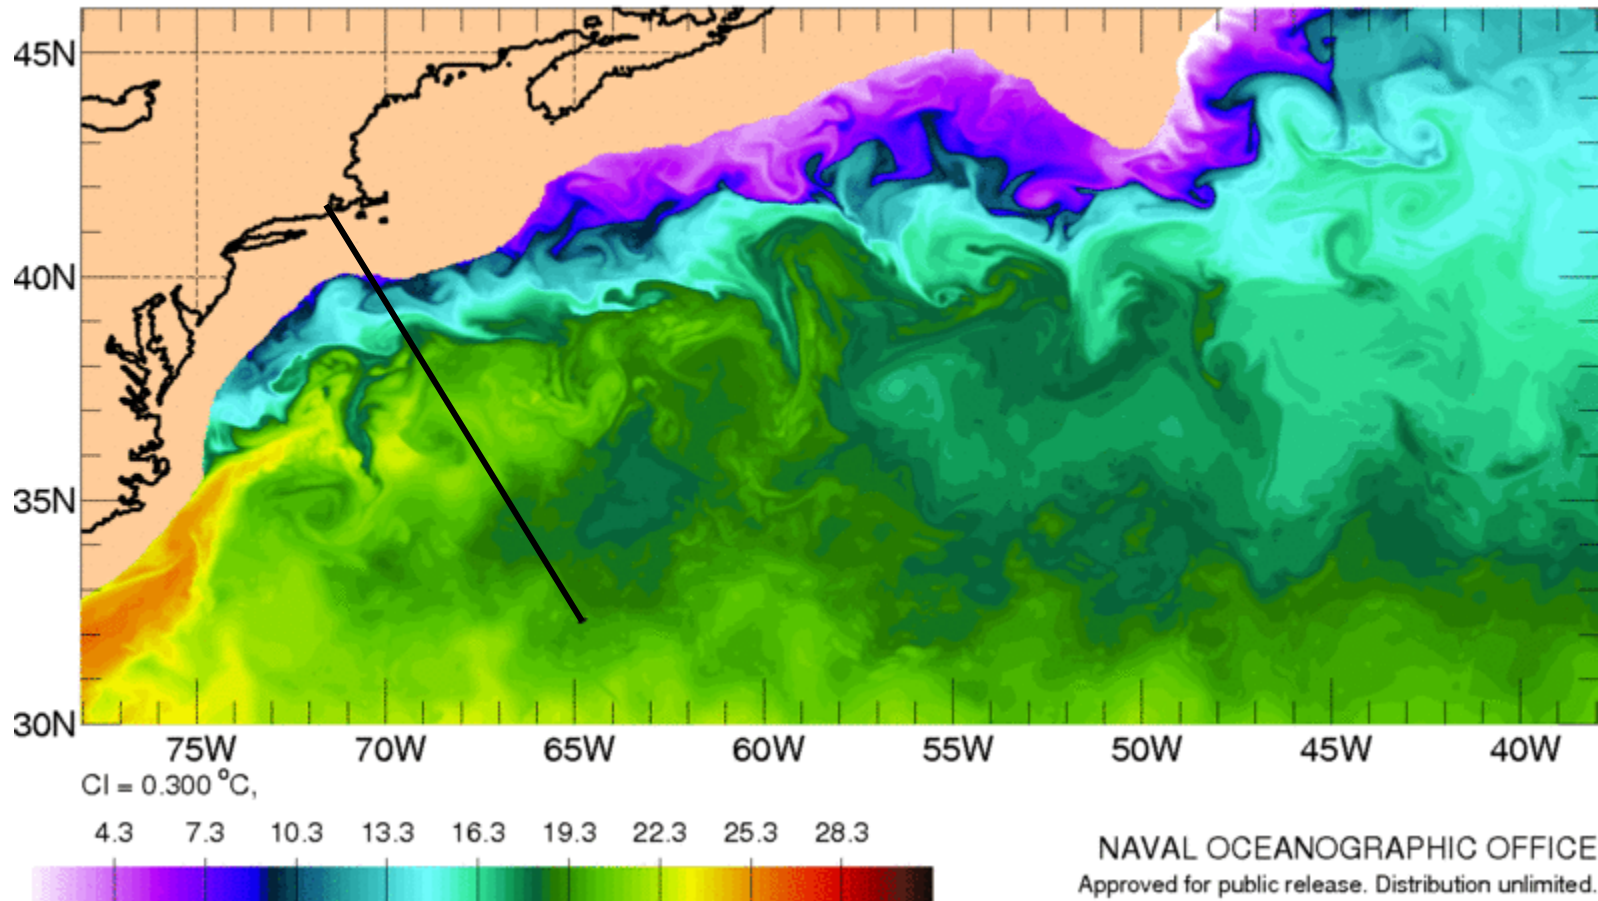 45N
40N
35N
30N
75W 70W 65W 60W 55W 50W 45W 40W
CI = 0.300 °C,
4.3 7.3 10.3 13.3 16.3 19.3 22.3 25.3 28.3
NAVAL OCEANOGRAPHIC OFFICE
Approved for public release. Distribution unlimited.